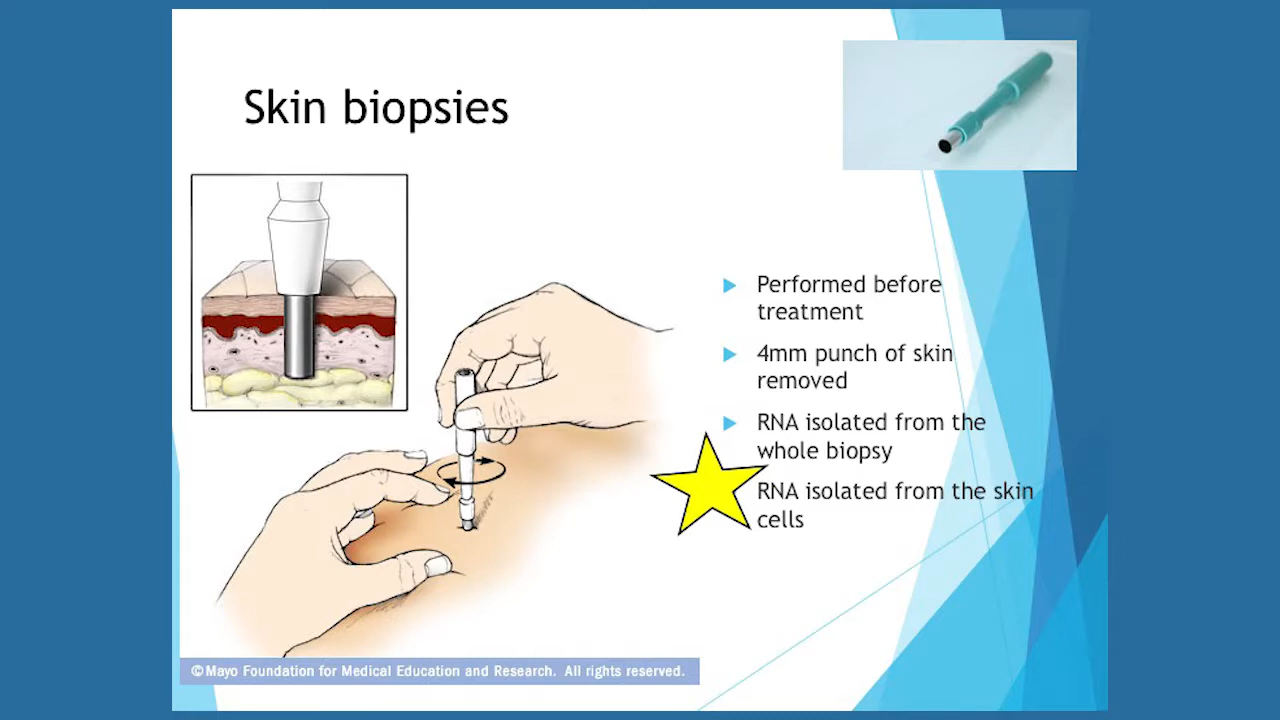 Skin biopsies
Performed before
treatment
4mm punch of skin
removed
RNA isolated from the
whole biopsy
RNA isolated from the skin
cells
©Mayo Foundation for Medical Education and Research. All rights reserved.